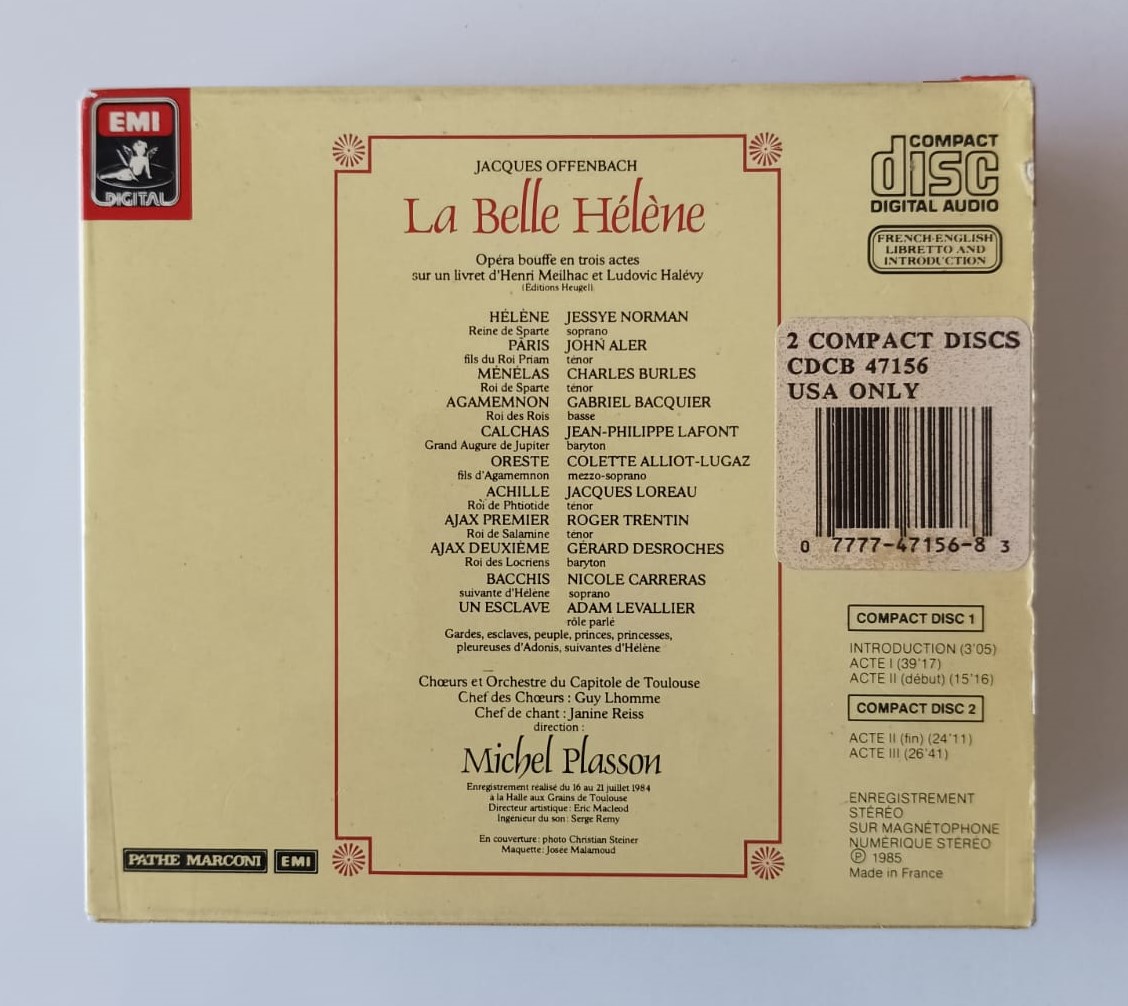 EMI
DIGITAL
JACQUES OFFENBACH
La Belle Hélène
Opéra bouffe en trois actes
sur un livret d'Henri Meilhac et Ludovic Halévy
(Éditions Heugel)
HÉLÈNE JESSYE NORMAN
Reine de Sparte soprano
PÂRIS JOHN ALER
fils du Roi Priam ténor
MÉNÉLAS CHARLES BURLES
Roi de Sparte ténor
AGAMEMNON GABRIEL BACQUIER
Roi des Rois basse
CALCHAS JEAN-PHILIPPE LAFONT
Grand Augure de Jupiter baryton
ORESTE COLETTE ALLIOT-LUGAZ
fils d'Agamemnon mezzo-soprano
ACHILLE JACQUES LOREAU
Roi de Phtiotide ténor
AJAX PREMIER ROGER TRENTIN
Roi de Salamine ténor
AJAX DEUXIÈME GÉRARD DESROCHES
Roi des Locriens baryton
BACCHIS NICOLE CARRERAS
suivante d'Hélène soprano
UN ESCLAVE ADAM LEVALLIER
rôle parlé
Gardes, esclaves, peuple, princes, princesses,
pleureuses d'Adonis, suivantes d'Hélène
Chœurs et Orchestre du Capitole de Toulouse
Chef des Chœurs : Guy Lhomme
Chef de chant : Janine Reiss
direction :
Michel Plasson
Enregistrement réalisé du 16 au 21 juillet 1984
à la Halle aux Grains de Toulouse
Directeur artistique : Eric Macleod
Ingénieur du son : Serge Remy
En couverture : photo Christian Steiner
Maquette : Josée Malamoud
PATHE MARCONI EMI
COMPACT
disc
DIGITAL AUDIO
FRENCH-ENGLISH
LIBRETTO AND
INTRODUCTION
2 COMPACT DISCS
CDCB 47156
USA ONLY
0 7777-47156-8 3
COMPACT DISC 1
INTRODUCTION (3'05)
ACTE I (39'17)
ACTE II (début) (15'16)
COMPACT DISC 2
ACTE II (fin) (24'11)
ACTE III (26'41)
ENREGISTREMENT
STÉRÉO
SUR MAGNÉTOPHONE
NUMÉRIQUE STÉRÉO
℗ 1985
Made in France